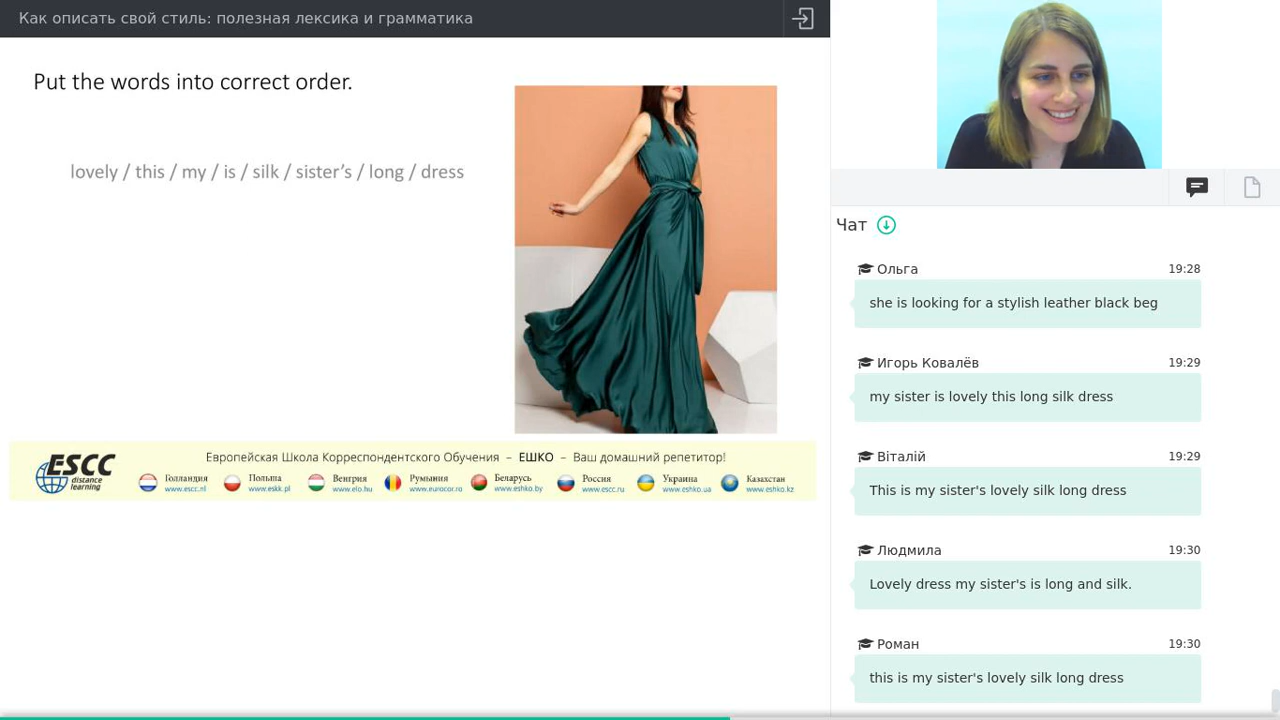 Как описать свой стиль: полезная лексика и грамматика
Put the words into correct order.
lovely / this / my / is / silk / sister’s / long / dress
ESCC
distance
learning
Европейская Школа Корреспондентского Обучения – ЕШКО – Ваш домашний репетитор!
Голландия
www.escc.nl
Польша
www.eskk.pl
Венгрия
www.eio.hu
Румыния
www.eurocor.ro
Беларусь
www.eshko.by
Россия
www.escc.ru
Украина
www.eshko.ua
Казахстан
www.eshko.kz
Чат
Ольга 19:28
she is looking for a stylish leather black beg
Игорь Ковалёв 19:29
my sister is lovely this long silk dress
Віталій 19:29
This is my sister's lovely silk long dress
Людмила 19:30
Lovely dress my sister's is long and silk.
Роман 19:30
this is my sister's lovely silk long dress